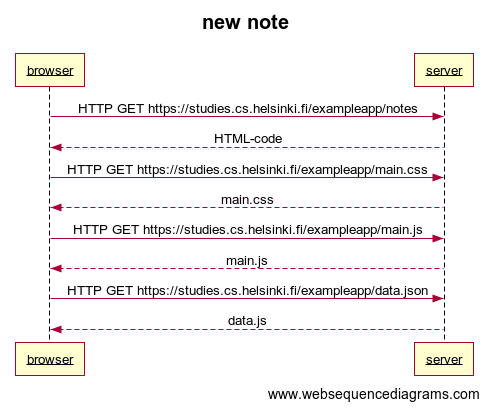 new note
browser
server
HTTP GET https://studies.cs.helsinki.fi/exampleapp/notes
HTML-code
HTTP GET https://studies.cs.helsinki.fi/exampleapp/main.css
main.css
HTTP GET https://studies.cs.helsinki.fi/exampleapp/main.js
main.js
HTTP GET https://studies.cs.helsinki.fi/exampleapp/data.json
data.js
browser
server
www.websequencediagrams.com